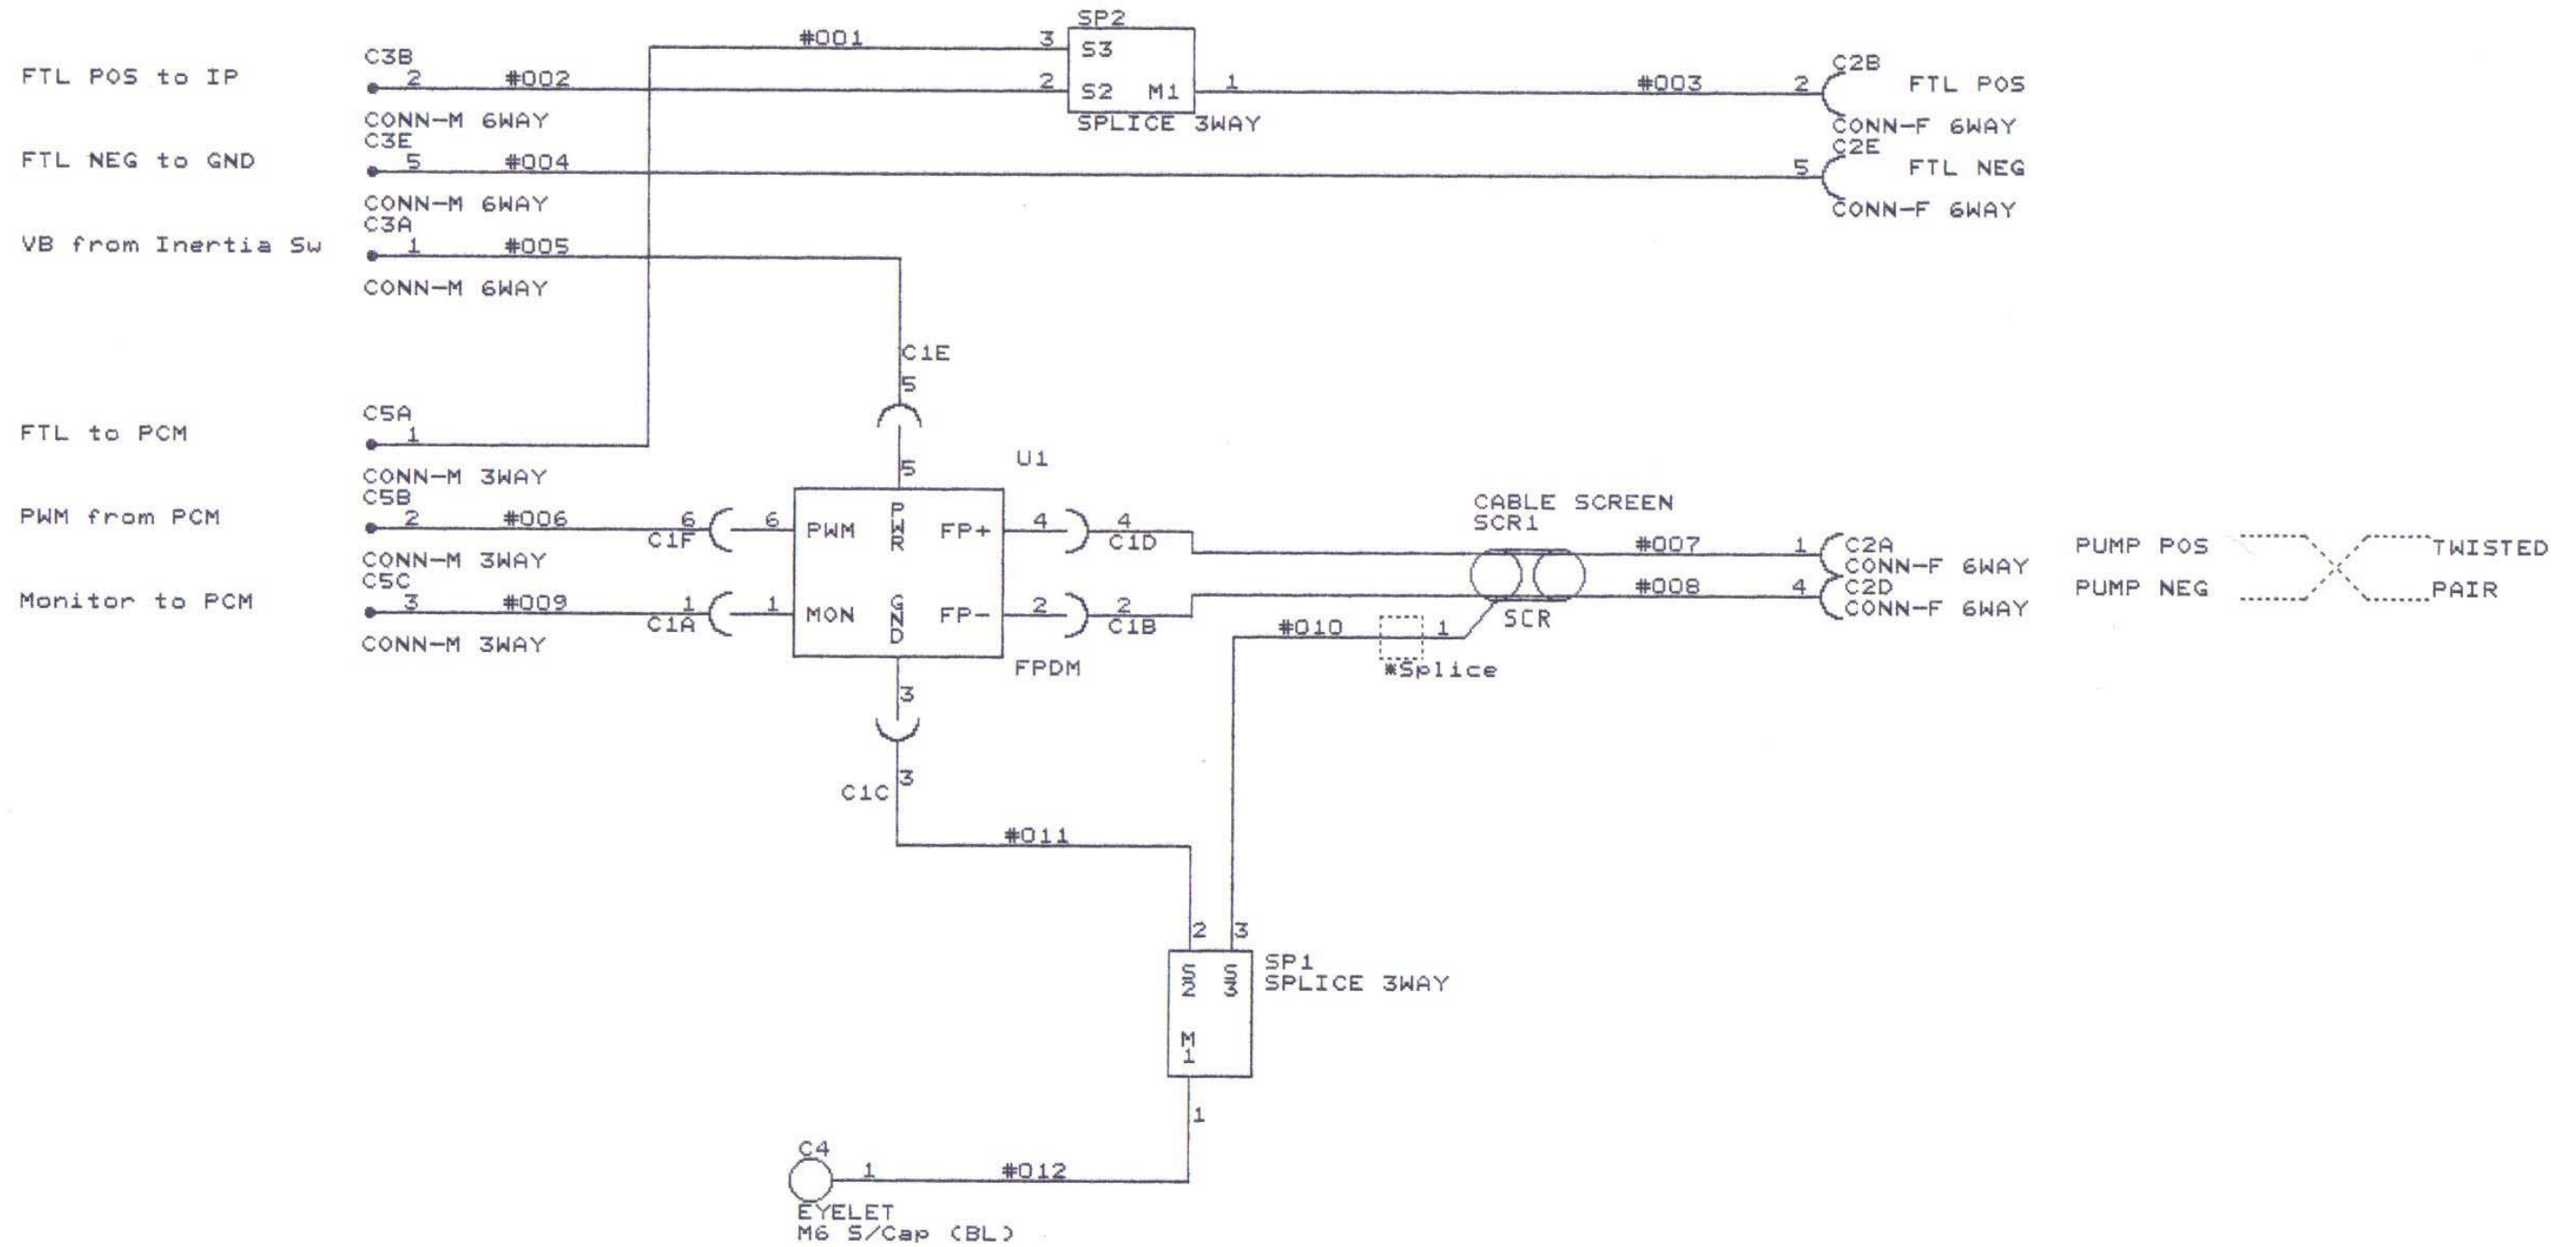 SP2
#001 3 S3
C3B
FTL POS to IP 2 #002 2 S2 M1 1 #003 2 C2B FTL POS
CONN-M 6WAY SPLICE 3WAY CONN-F 6WAY
C3E C2E
FTL NEG to GND 5 #004 5 FTL NEG
CONN-M 6WAY CONN-F 6WAY
C3A
VB from Inertia Sw 1 #005
CONN-M 6WAY
C1E
5
C5A
FTL to PCM 1
5 U1
CONN-M 3WAY
C5B CABLE SCREEN
SCR1
PWM from PCM 2 #006 6 6 PWM PWR FP+ 4 4
C1F C1D
#007 1 C2A PUMP POS TWISTED
CONN-M 3WAY CONN-F 6WAY
C5C #008 4 C2D PUMP NEG PAIR
Monitor to PCM 3 #009 1 1 MON GND FP- 2 2 CONN-F 6WAY
C1A C1B SCR
#010 1
CONN-M 3WAY
FPDM *Splice
3
3
C1C
#011
2 3
S2 S3 SP1
SPLICE 3WAY
M1
1
C4
1 #012
EYELET
M6 S/Cap (BL)